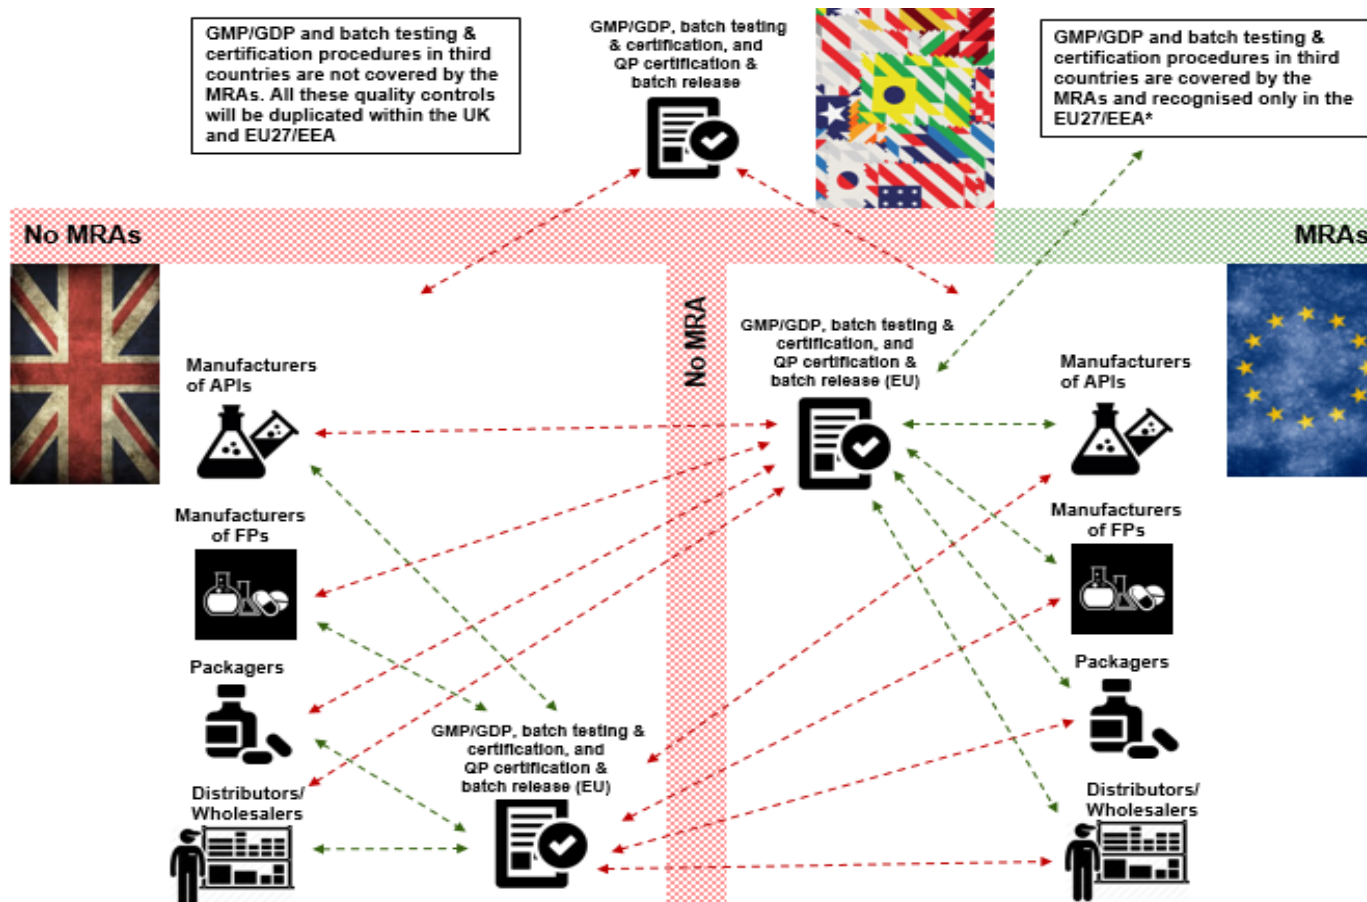 GMP/GDP and batch testing &
certification procedures in third
countries are not covered by the
MRAs. All these quality controls
will be duplicated within the UK
and EU27/EEA
GMP/GDP, batch testing
& certification, and
QP certification &
batch release
GMP/GDP and batch testing &
certification procedures in third
countries are covered by the
MRAs and recognised only in the
EU27/EEA*
No MRAs
MRAs
No MRA
Manufacturers
of APIs
Manufacturers
of FPs
Packagers
Distributors/
Wholesalers
GMP/GDP, batch testing &
certification, and
QP certification &
batch release (EU)
GMP/GDP, batch testing &
certification, and
QP certification &
batch release (EU)
Manufacturers
of APIs
Manufacturers
of FPs
Packagers
Distributors/
Wholesalers